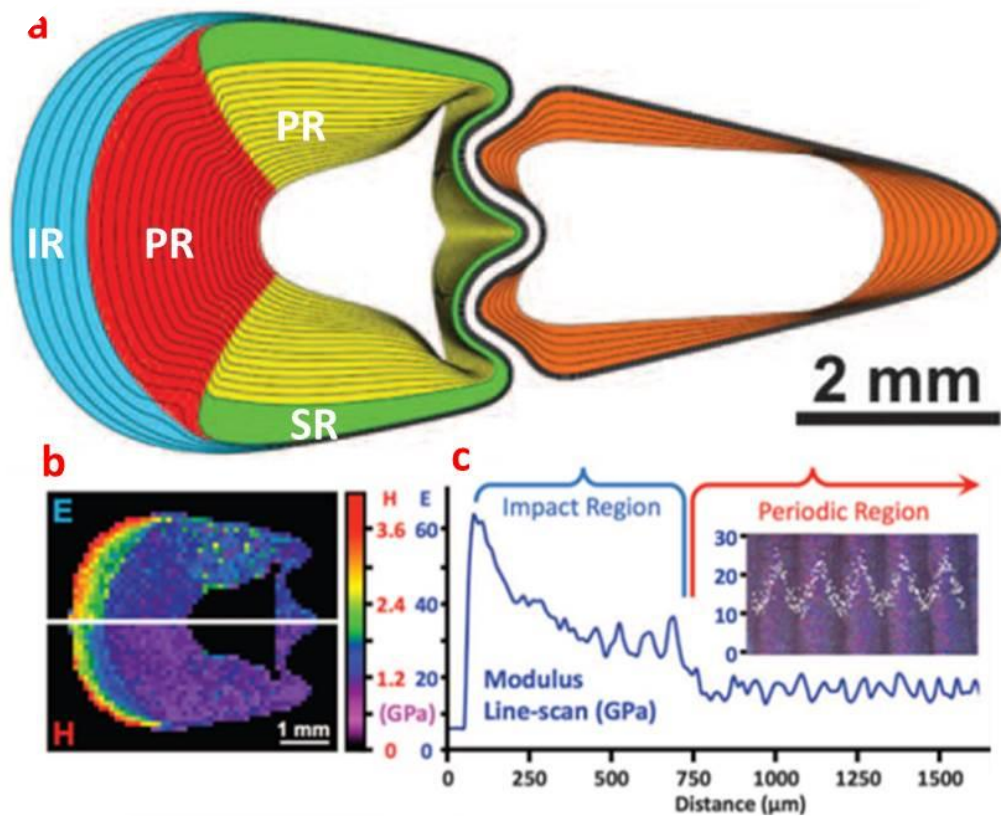 a
PR
IR
PR
SR
2 mm
b
E
H
1 mm
H E
3.6 60
2.4 40
1.2 20
(GPa)
0 0
c
Impact Region
Periodic Region
30
20
10
0
Modulus
Line-scan (GPa)
0 250 500 750 1000 1250 1500
Distance (µm)